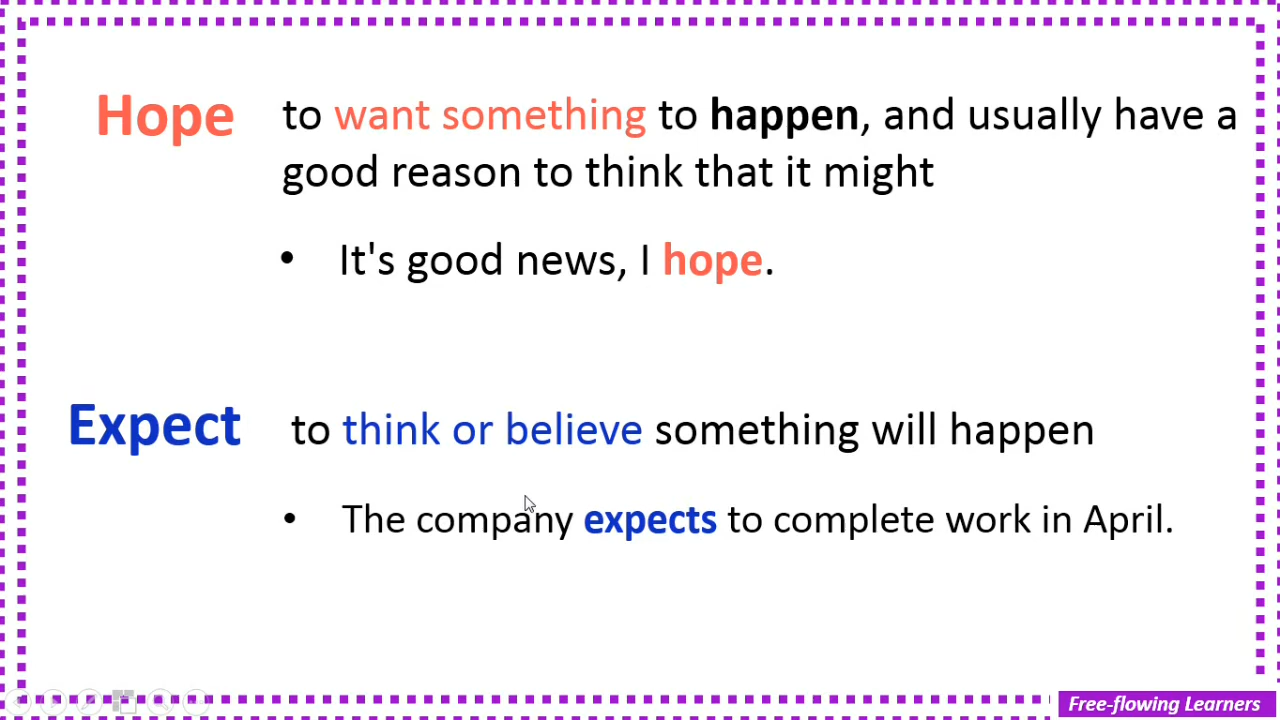 Hope to want something to happen, and usually have a
good reason to think that it might
• It's good news, I hope.
Expect to think or believe something will happen
• The company expects to complete work in April.
Free-flowing Learners